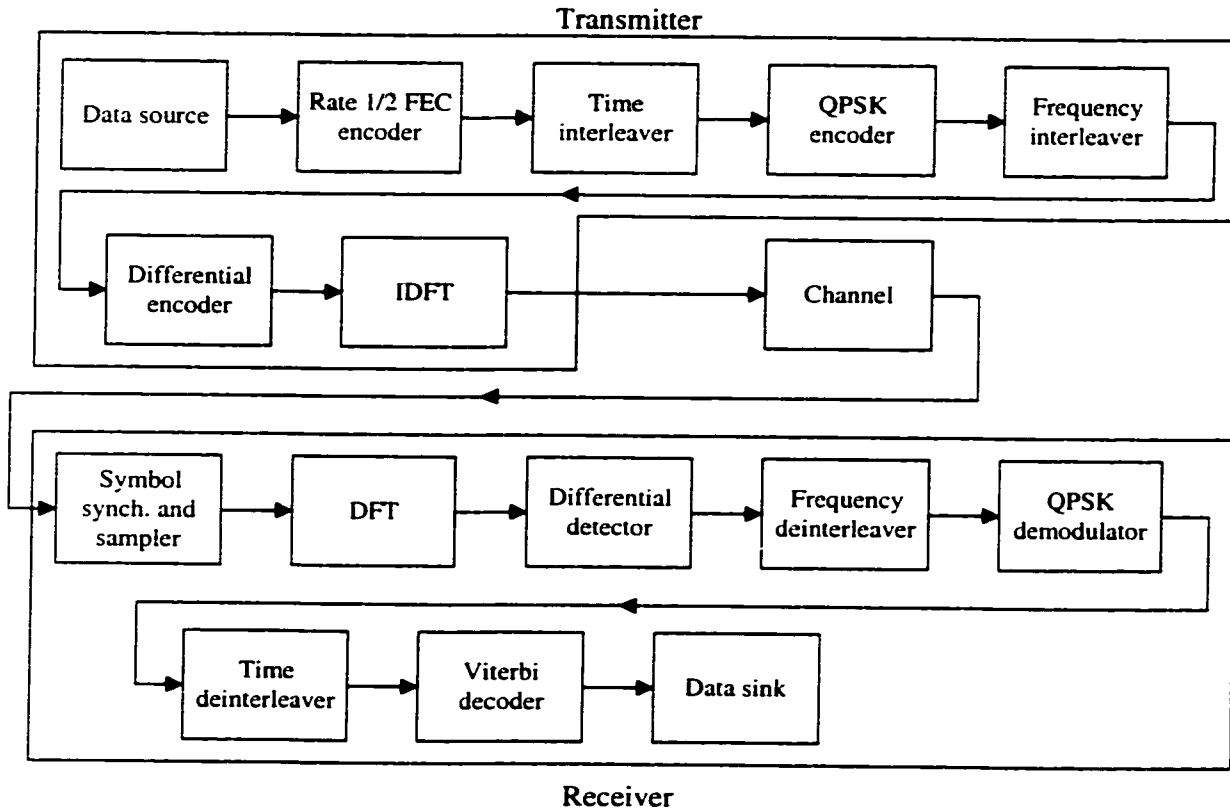 Transmitter
Data source
Rate 1/2 FEC
encoder
Time
interleaver
QPSK
encoder
Frequency
interleaver
Differential
encoder
IDFT
Channel
Symbol
synch. and
sampler
DFT
Differential
detector
Frequency
deinterleaver
QPSK
demodulator
Time
deinterleaver
Viterbi
decoder
Data sink
Receiver